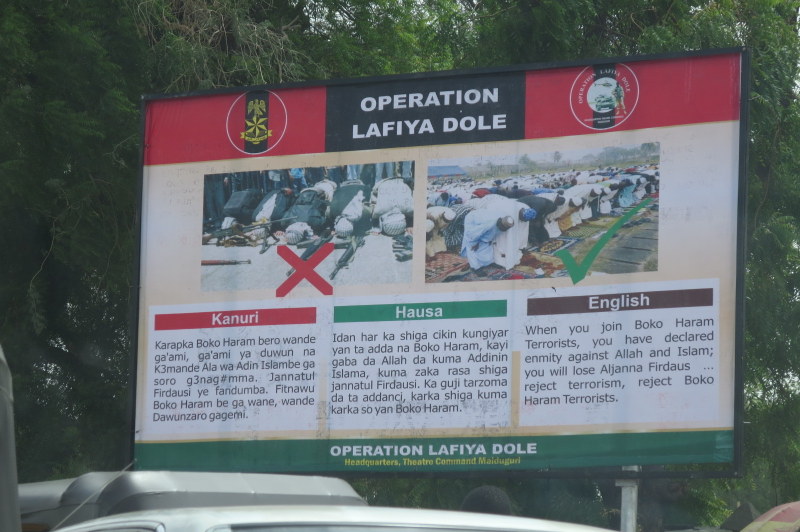 OPERATION
LAFIYA DOLE
OPERATION LAFIYA DOLE
Kanuri
Karapka Boko Haram bero wande
ga'ami, ga'ami ya duwun na
K3mande Ala wa Adin Islambe ga
soro g3nag#mma. Jannatul
Firdausi ye fandumba. Fitnawu
Boko Haram be ga wane, wande
Dawunzaro gagemi.
Hausa
Idan har ka shiga cikin kungiyar
yan ta adda na Boko Haram, kayi
gaba da Allah da kuma Addinin
Islama, kuma zaka rasa shiga
jannatul Firdausi. Ka guji tarzoma
da ta addanci, karka shiga kuma
karka so yan Boko Haram.
English
When you join Boko Haram
Terrorists, you have declared
enmity against Allah and Islam;
you will lose Aljanna Firdaus ...
reject terrorism, reject Boko
Haram Terrorists.
OPERATION LAFIYA DOLE
Headquarters, Theatre Command Maiduguri